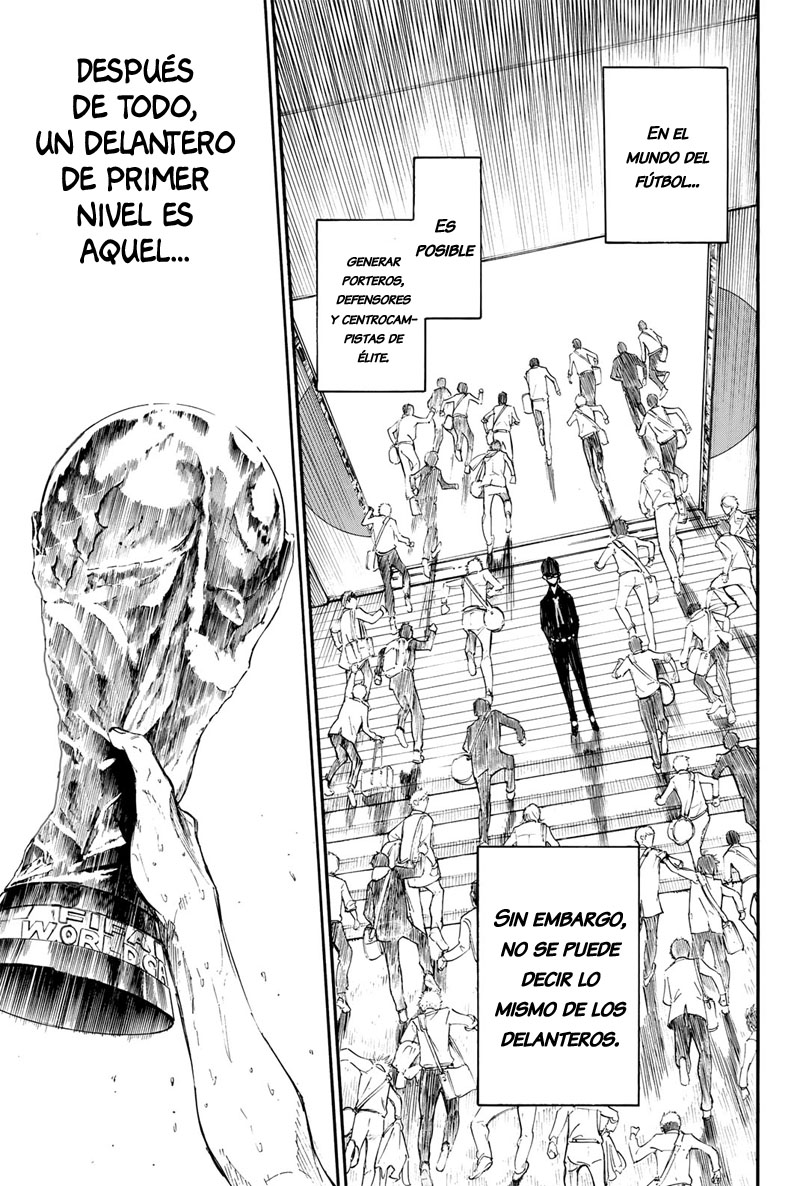 EN EL
MUNDO DEL
FÚTBOL...
ES
POSIBLE
GENERAR
PORTEROS,
DEFENSORES
Y CENTROCAM-
PISTAS DE
ÉLITE.
SIN EMBARGO,
NO SE PUEDE
DECIR LO
MISMO DE LOS
DELANTEROS.
DESPUÉS
DE TODO,
UN DELANTERO
DE PRIMER
NIVEL ES
AQUEL...
FIFA
WORLD